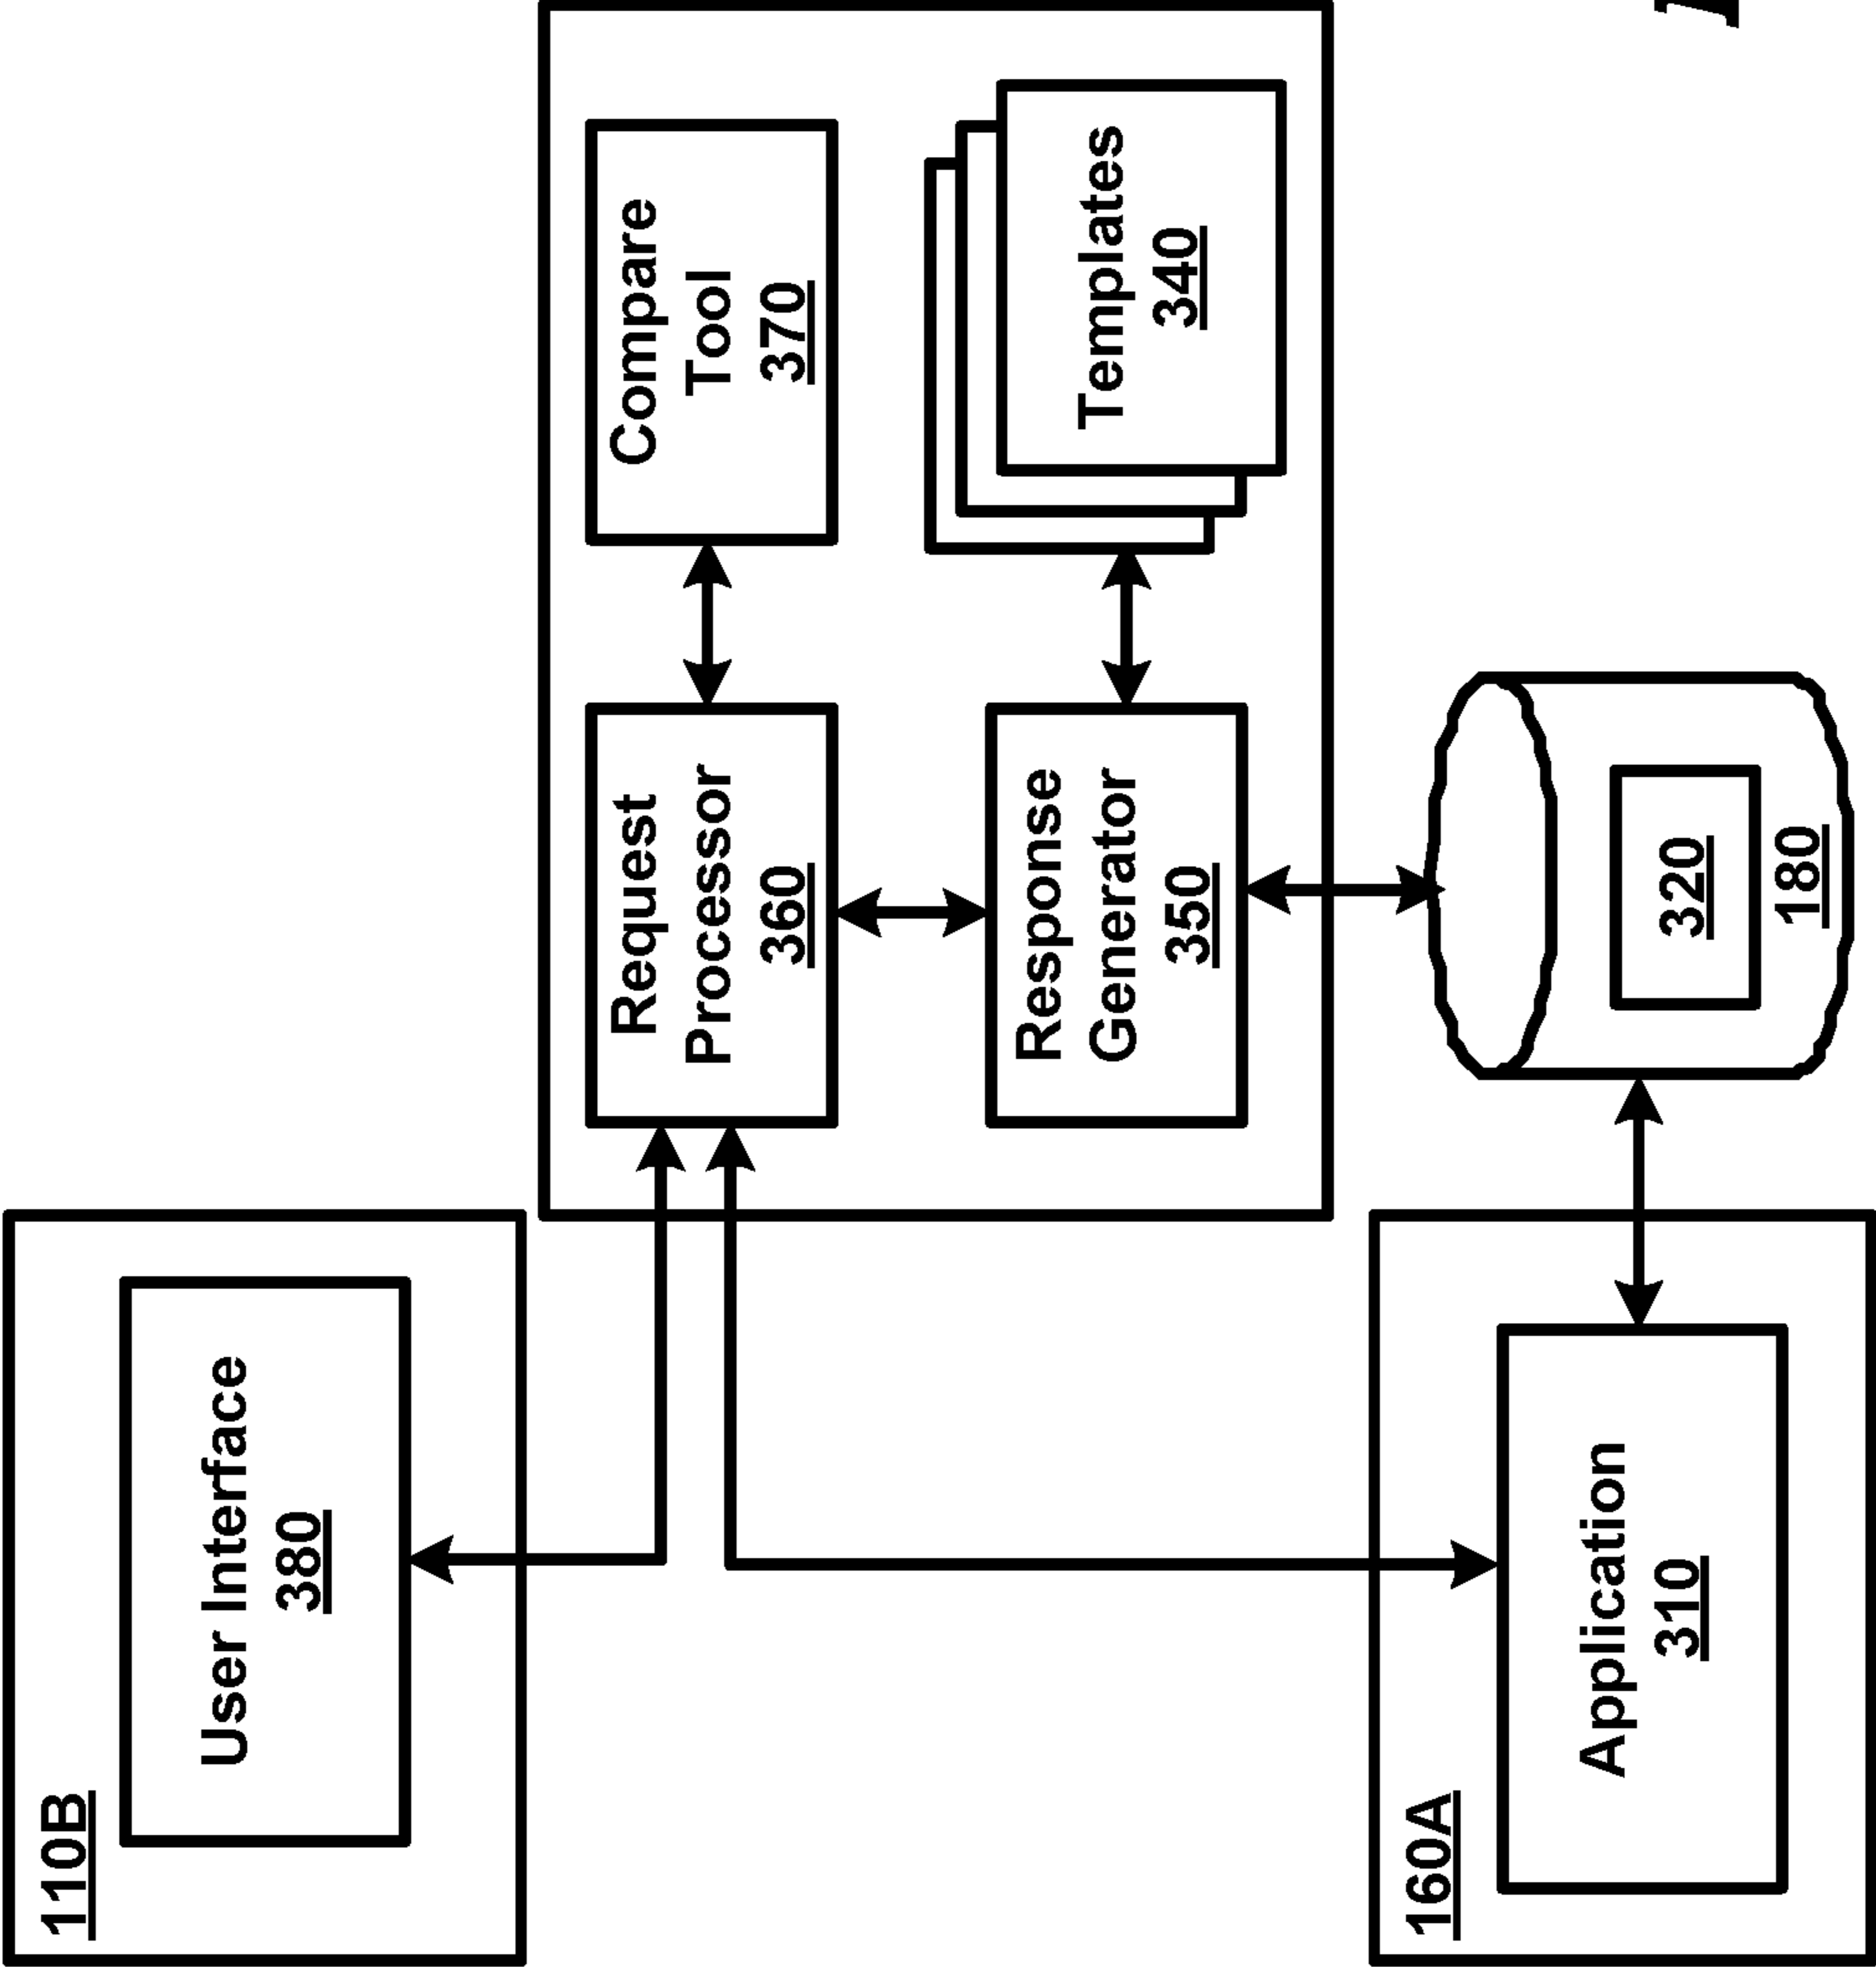 110B
User Interface
380
Request
Processor
360
Compare
Tool
370
Response
Generator
350
Templates
340
160A
Application
310
320
180